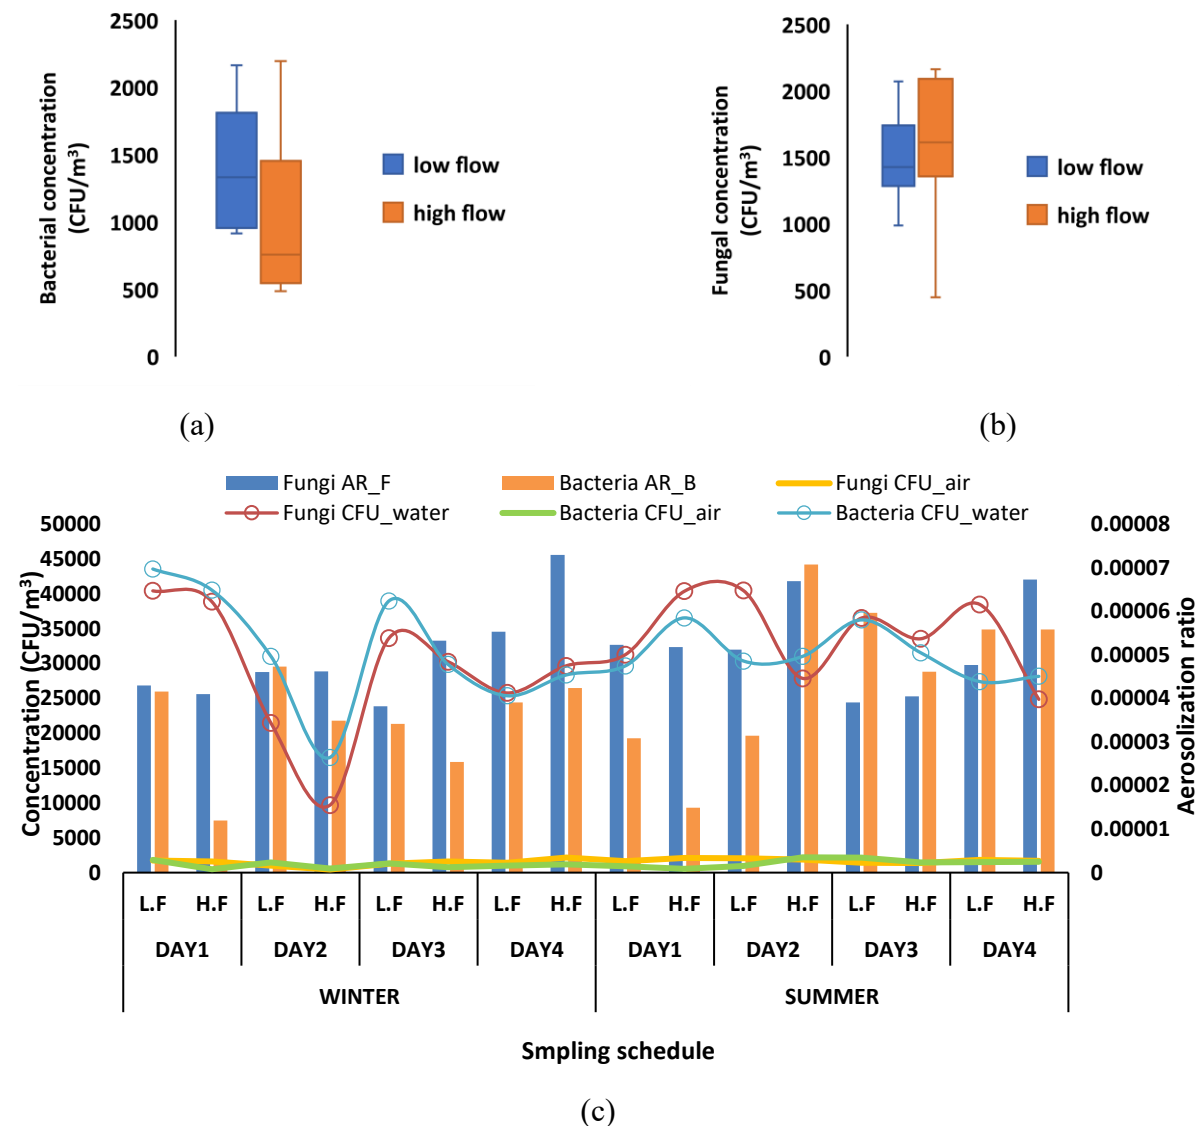 2500
2000
1500
1000
500
0
Bacterial concentration
(CFU/m³)
low flow
high flow
(a)
2500
2000
1500
1000
500
0
Fungal concentration
(CFU/m³)
low flow
high flow
(b)
Fungi AR_F
Bacteria AR_B
Fungi CFU_air
Fungi CFU_water
Bacteria CFU_air
Bacteria CFU_water
Concentration (CFU/m³)
50000
45000
40000
35000
30000
25000
20000
15000
10000
5000
0
0.00008
0.00007
0.00006
0.00005
0.00004
0.00003
0.00002
0.00001
0
Aerosolization ratio
L.F H.F L.F H.F L.F H.F L.F H.F L.F H.F L.F H.F L.F H.F L.F H.F
DAY1 DAY2 DAY3 DAY4 DAY1 DAY2 DAY3 DAY4
WINTER SUMMER
Smpling schedule
(c)